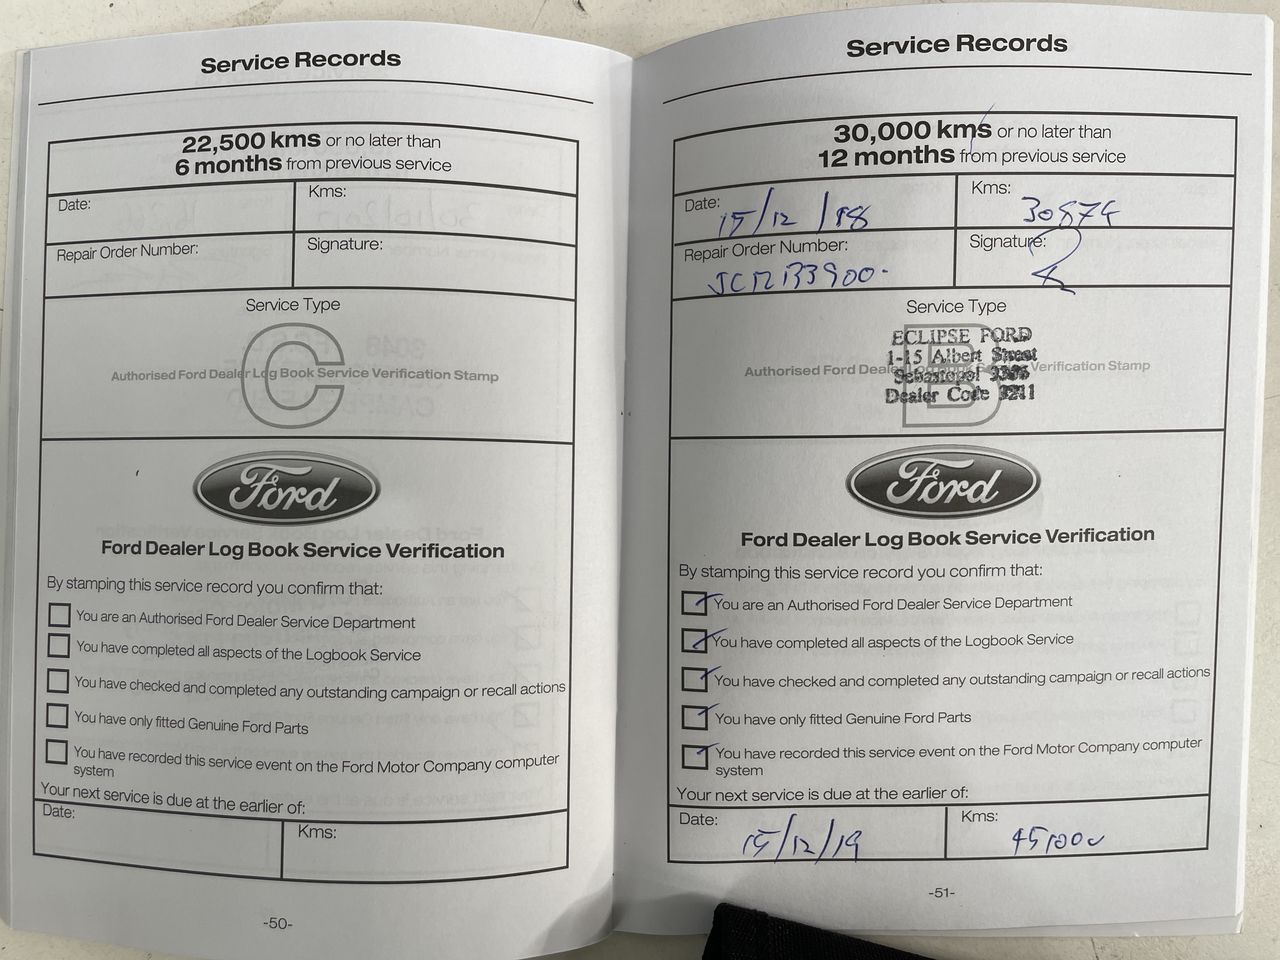 Service Records
22,500 kms or no later than
6 months from previous service
Date:
Kms:
Repair Order Number:
Signature:
Service Type
C
Authorised Ford Dealer Log Book Service Verification Stamp
Ford
Ford Dealer Log Book Service Verification
By stamping this service record you confirm that:
You are an Authorised Ford Dealer Service Department
You have completed all aspects of the Logbook Service
You have checked and completed any outstanding campaign or recall actions
You have only fitted Genuine Ford Parts
You have recorded this service event on the Ford Motor Company computer
system
Your next service is due at the earlier of:
Date:
Kms:
-50-
Service Records
30,000 kms or no later than
12 months from previous service
Date: 15/12/18
Kms: 30874
Repair Order Number:
Signature:
Service Type
B
ECLIPSE FORD
1-15 Albert Street
Sebastopol
Dealer Code
Authorised Ford Dealer Verification Stamp
Ford
Ford Dealer Log Book Service Verification
By stamping this service record you confirm that:
You are an Authorised Ford Dealer Service Department
You have completed all aspects of the Logbook Service
You have checked and completed any outstanding campaign or recall actions
You have only fitted Genuine Ford Parts
You have recorded this service event on the Ford Motor Company computer
system
Your next service is due at the earlier of:
Date: 15/12/19
Kms: 45,000
-51-